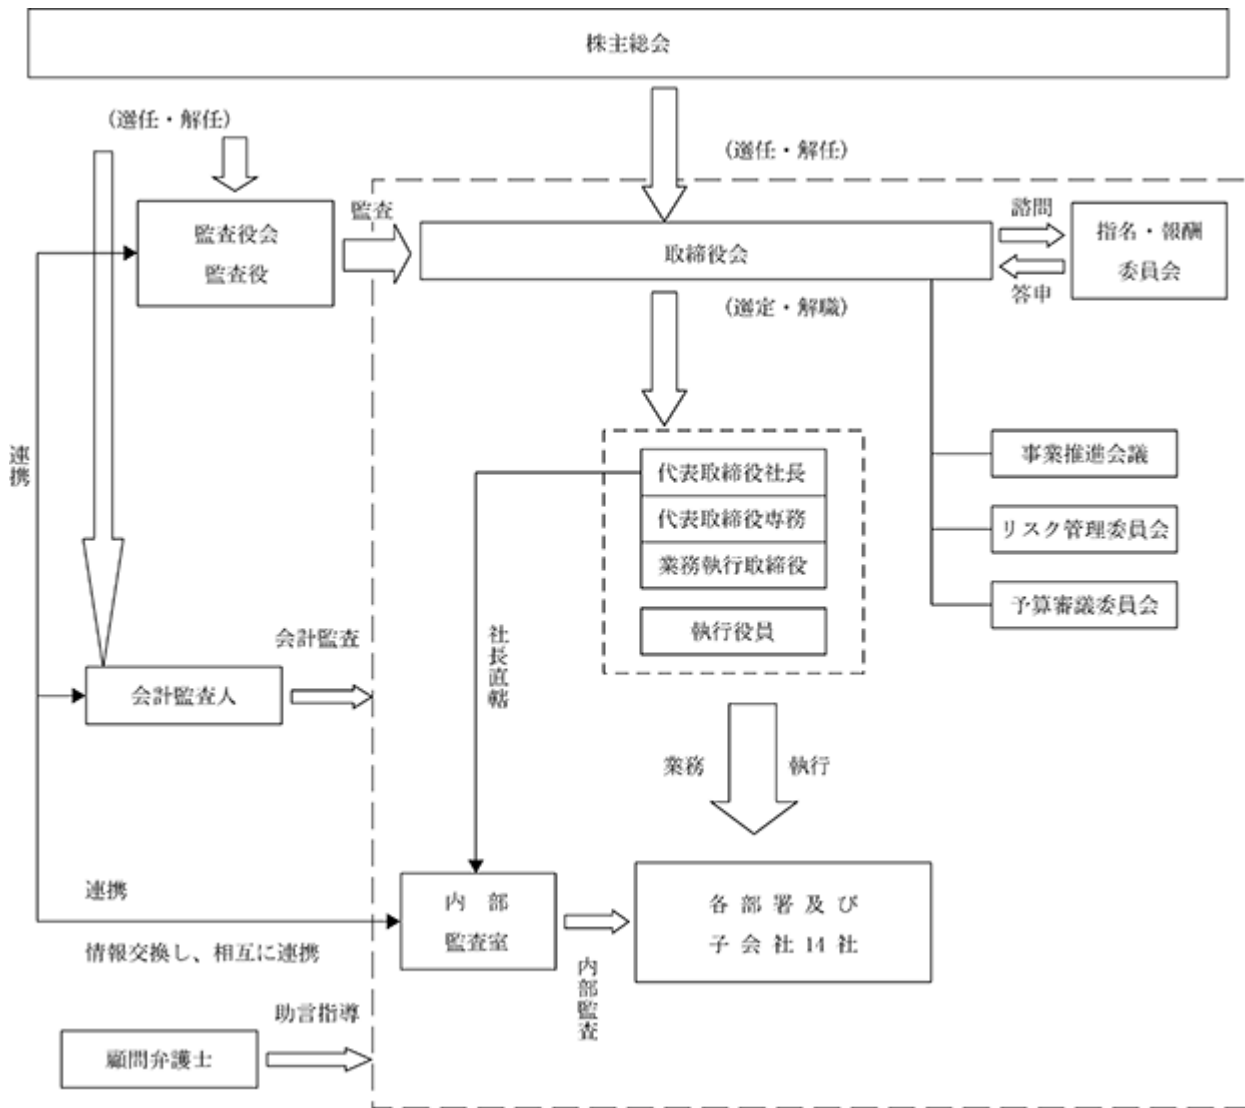 株主総会
(選任・解任)
(選任・解任)
監査役会
監査役
監査
取締役会
諮問
答申
指名・報酬
委員会
(選定・解職)
連携
代表取締役社長
代表取締役専務
業務執行取締役
執行役員
事業推進会議
リスク管理委員会
予算審議委員会
社長直轄
会計監査
会計監査人
業務 執行
連携
情報交換し、相互に連携
内 部
監査室
内部監査
各 部 署 及 び
子 会 社 14 社
助言指導
顧問弁護士